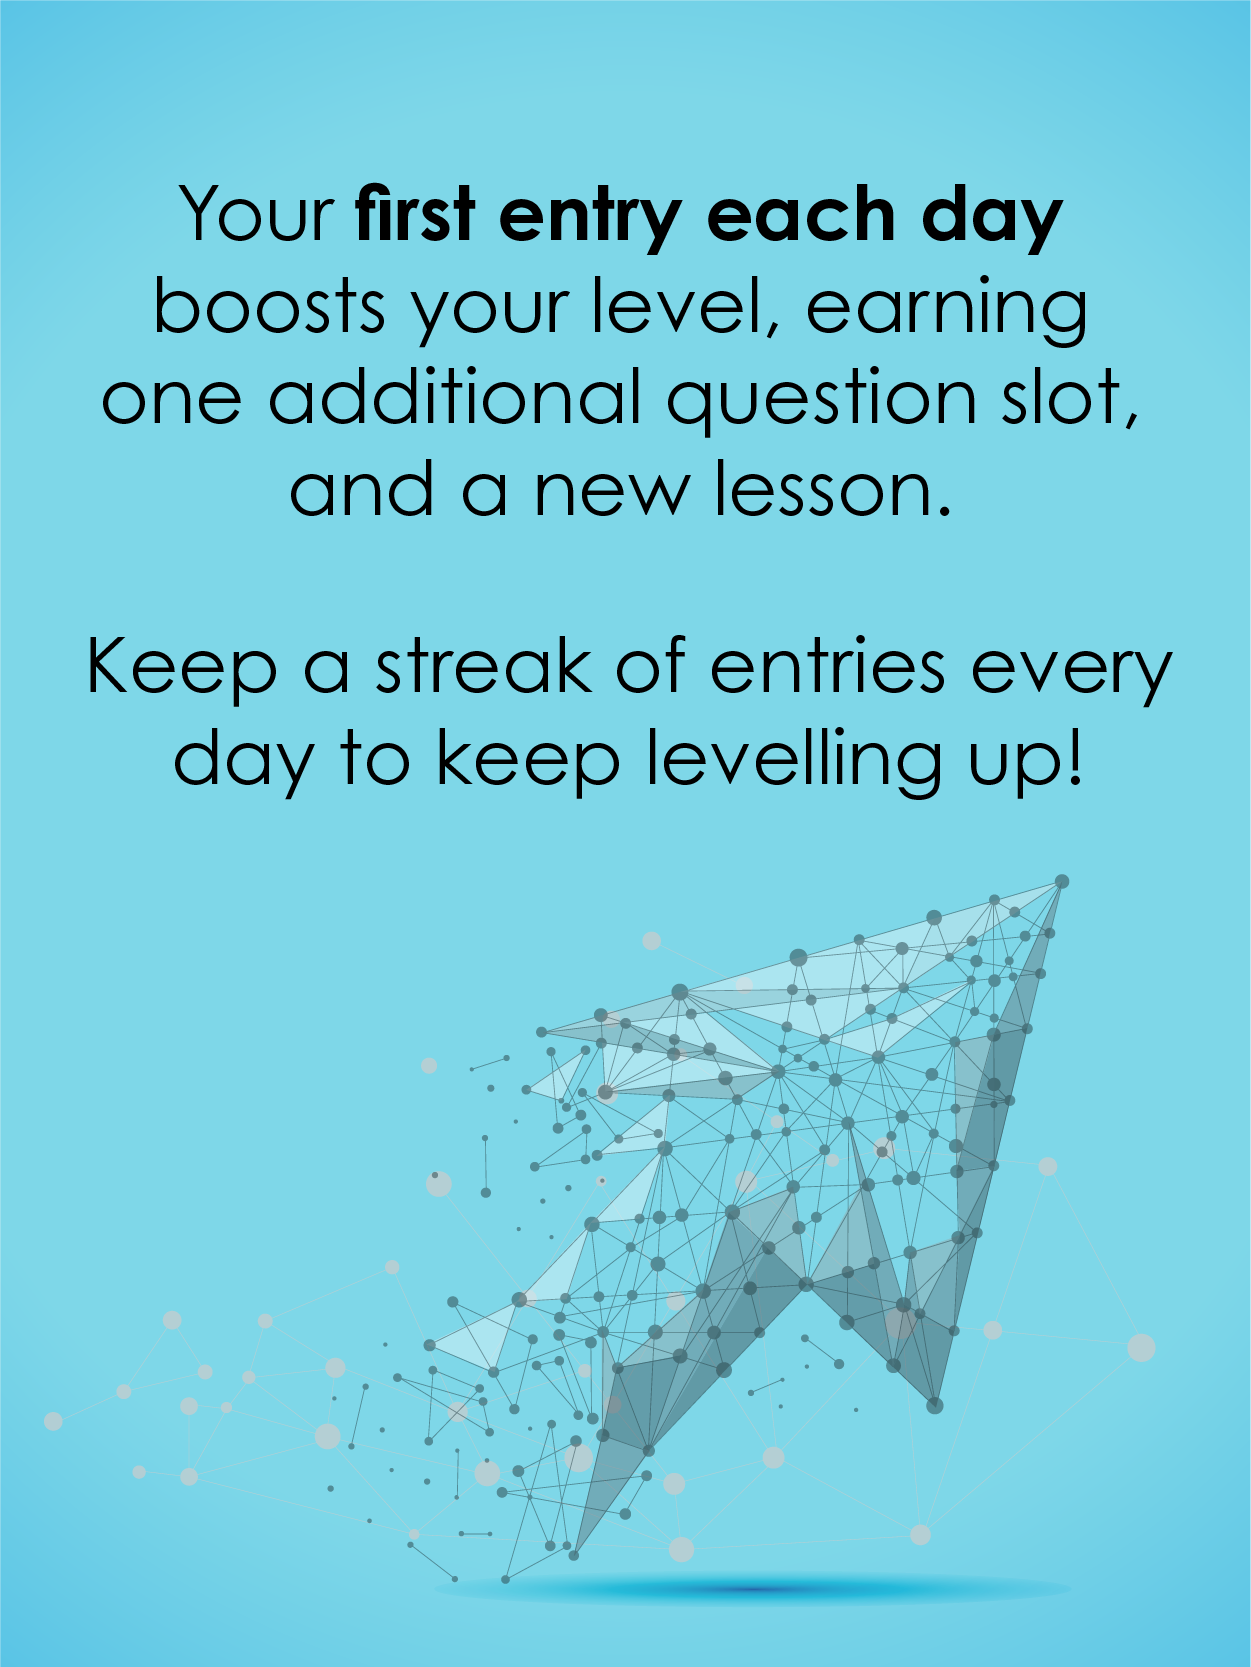 Your first entry each day
boosts your level, earning
one additional question slot,
and a new lesson.
Keep a streak of entries every
day to keep levelling up!